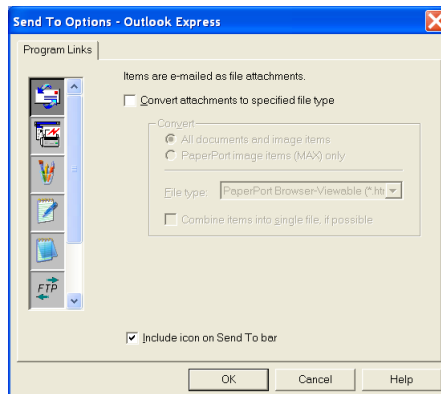 Send To Options - Outlook Express
Program Links
Items are e-mailed as file attachments.
Convert attachments to specified file type
Convert
All documents and image items
PaperPort image items (MAX) only
File type:
PaperPort Browser-Viewable (*.ht
Combine items into single file, if possible
FTP
Include icon on Send To bar
OK
Cancel
Help